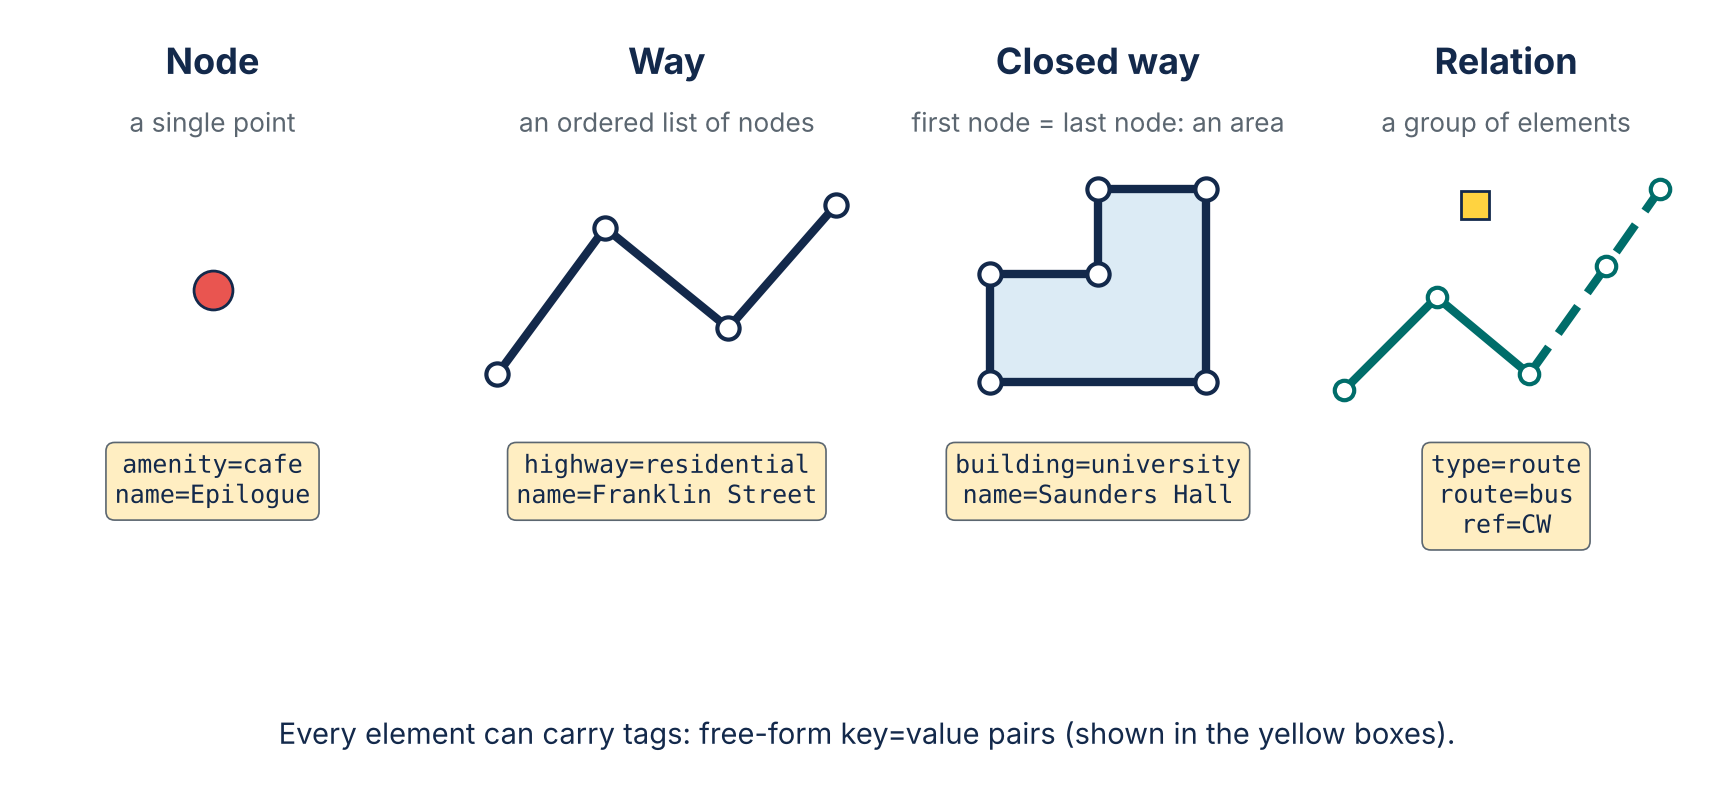 Node
a single point
amenity=cafe
name=Epilogue
Way
an ordered list of nodes
highway=residential
name=Franklin Street
Closed way
first node = last node: an area
building=university
name=Saunders Hall
Relation
a group of elements
type=route
route=bus
ref=CW
Every element can carry tags: free-form key=value pairs (shown in the yellow boxes).